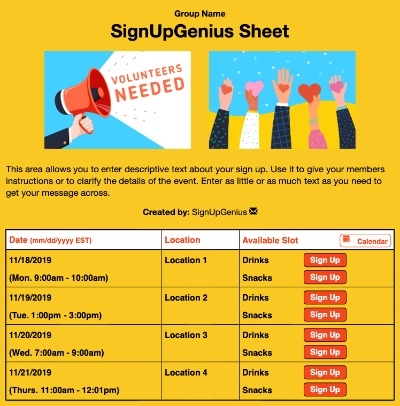 Group Name
SignUpGenius Sheet
VOLUNTEERS
NEEDED
This area allows you to enter descriptive text about your sign up. Use it to give your members
instructions or to clarify the details of the event. Enter as little or as much text as you need to
get your message across.
Created by: SignUpGenius
Date (mm/dd/yyyy EST) Location Available Slot Calendar
11/18/2019 Location 1 Drinks Sign Up
(Mon. 9:00am - 10:00am) Snacks Sign Up
11/19/2019 Location 2 Drinks Sign Up
(Tue. 1:00pm - 3:00pm) Snacks Sign Up
11/20/2019 Location 3 Drinks Sign Up
(Wed. 7:00am - 9:00am) Snacks Sign Up
11/21/2019 Location 4 Drinks Sign Up
(Thurs. 11:00am - 12:01pm) Snacks Sign Up